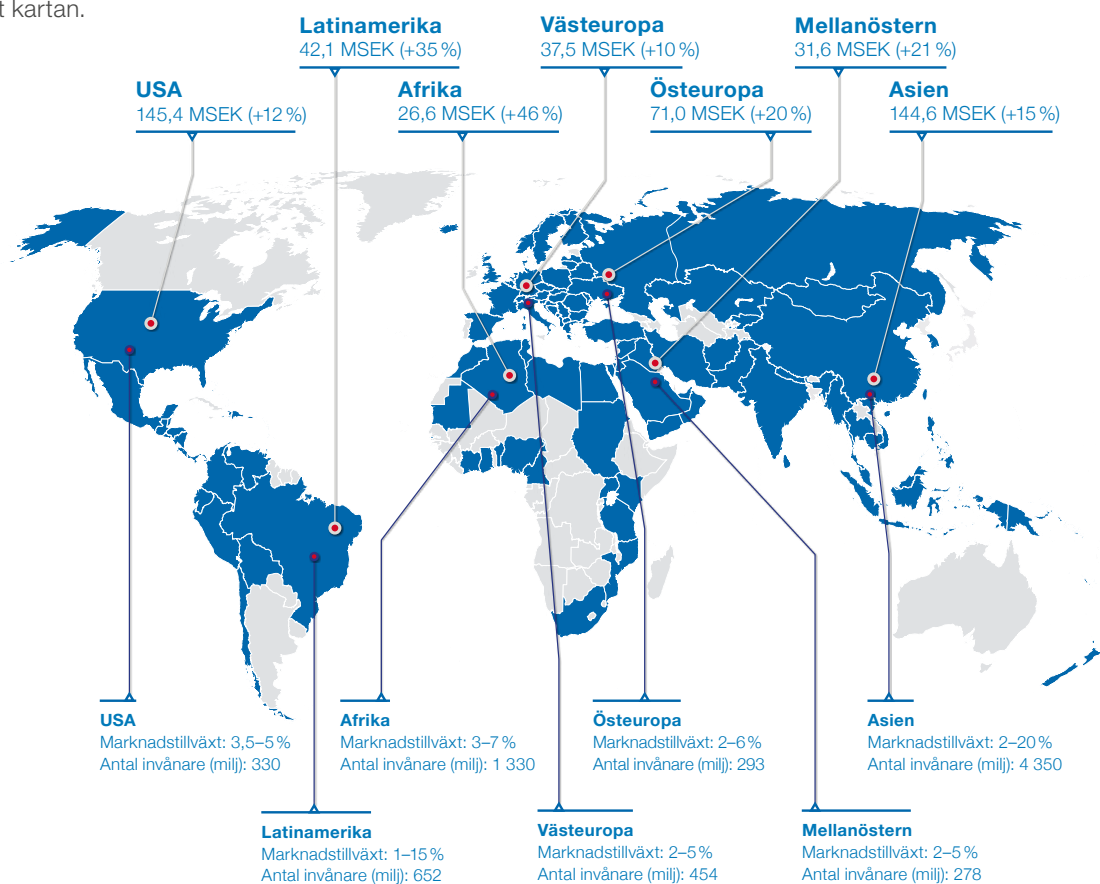 t kartan.
Latinamerika
42,1 MSEK (+35 %)
Västeuropa
37,5 MSEK (+10 %)
Mellanöstern
31,6 MSEK (+21 %)
USA
145,4 MSEK (+12 %)
Afrika
26,6 MSEK (+46 %)
Östeuropa
71,0 MSEK (+20 %)
Asien
144,6 MSEK (+15 %)
USA
Marknadstillväxt: 3,5–5 %
Antal invånare (milj): 330
Afrika
Marknadstillväxt: 3–7 %
Antal invånare (milj): 1 330
Östeuropa
Marknadstillväxt: 2–6 %
Antal invånare (milj): 293
Asien
Marknadstillväxt: 2–20 %
Antal invånare (milj): 4 350
Latinamerika
Marknadstillväxt: 1–15 %
Antal invånare (milj): 652
Västeuropa
Marknadstillväxt: 2–5 %
Antal invånare (milj): 454
Mellanöstern
Marknadstillväxt: 2–5 %
Antal invånare (milj): 278